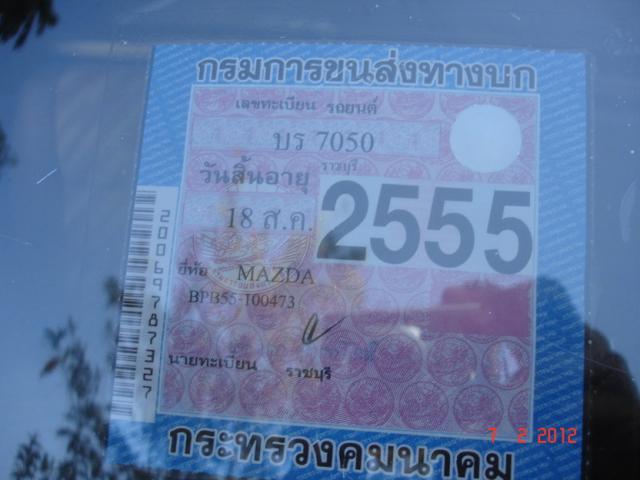 กรมการขนส่งทางบก
เลขทะเบียน รถยนต์
บร 7050
ราชบุรี
วันสิ้นอายุ
18 ส.ค. 2555
ยี่ห้อ MAZDA
BPB55-100473
นายทะเบียน ราชบุรี
กระทรวงคมนาคม
20069787327
7 2 2012